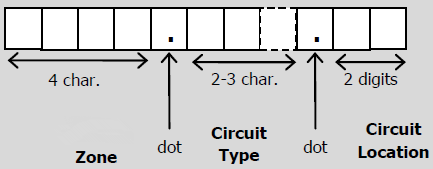 . .
4 char. 2-3 char. 2 digits
Zone dot Circuit Type dot Circuit Location